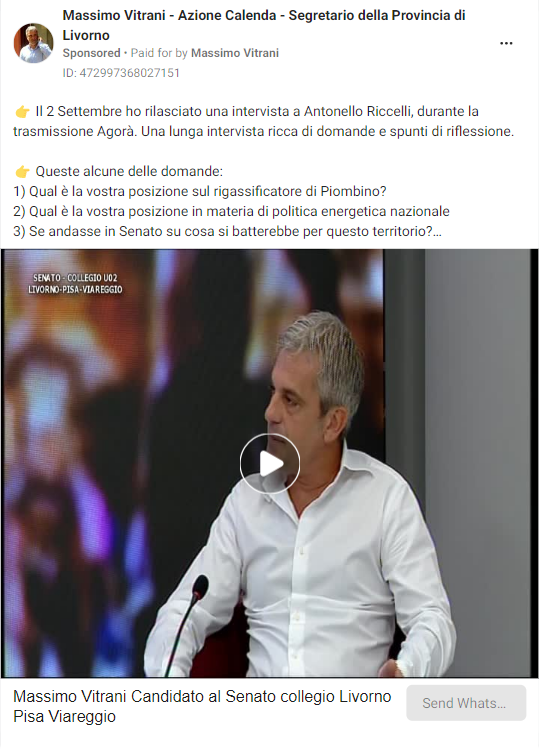 Massimo Vitrani - Azione Calenda - Segretario della Provincia di
Livorno
Sponsored • Paid for by Massimo Vitrani
ID: 472997368027151
👉 Il 2 Settembre ho rilasciato una intervista a Antonello Riccelli, durante la
trasmissione Agorà. Una lunga intervista ricca di domande e spunti di riflessione.
👉 Queste alcune delle domande:
1) Qual è la vostra posizione sul rigassificatore di Piombino?
2) Qual è la vostra posizione in materia di politica energetica nazionale
3) Se andasse in Senato su cosa si batterebbe per questo territorio?...
SENATO - COLLEGIO U02
LIVORNO-PISA-VIAREGGIO
Massimo Vitrani Candidato al Senato collegio Livorno
Pisa Viareggio
Send Whats...